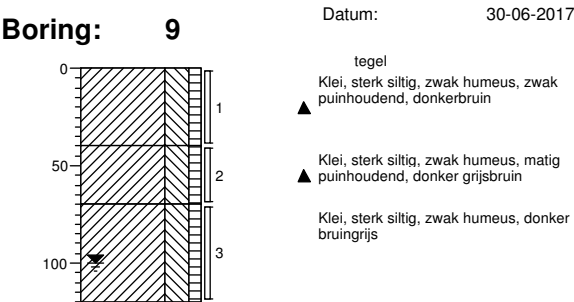 Boring: 9
Datum: 30-06-2017
tegel
0
Klei, sterk siltig, zwak humeus, zwak
puinhoudend, donkerbruin
1
50
Klei, sterk siltig, zwak humeus, matig
puinhoudend, donker grijsbruin
2
Klei, sterk siltig, zwak humeus, donker
bruingrijs
3
100